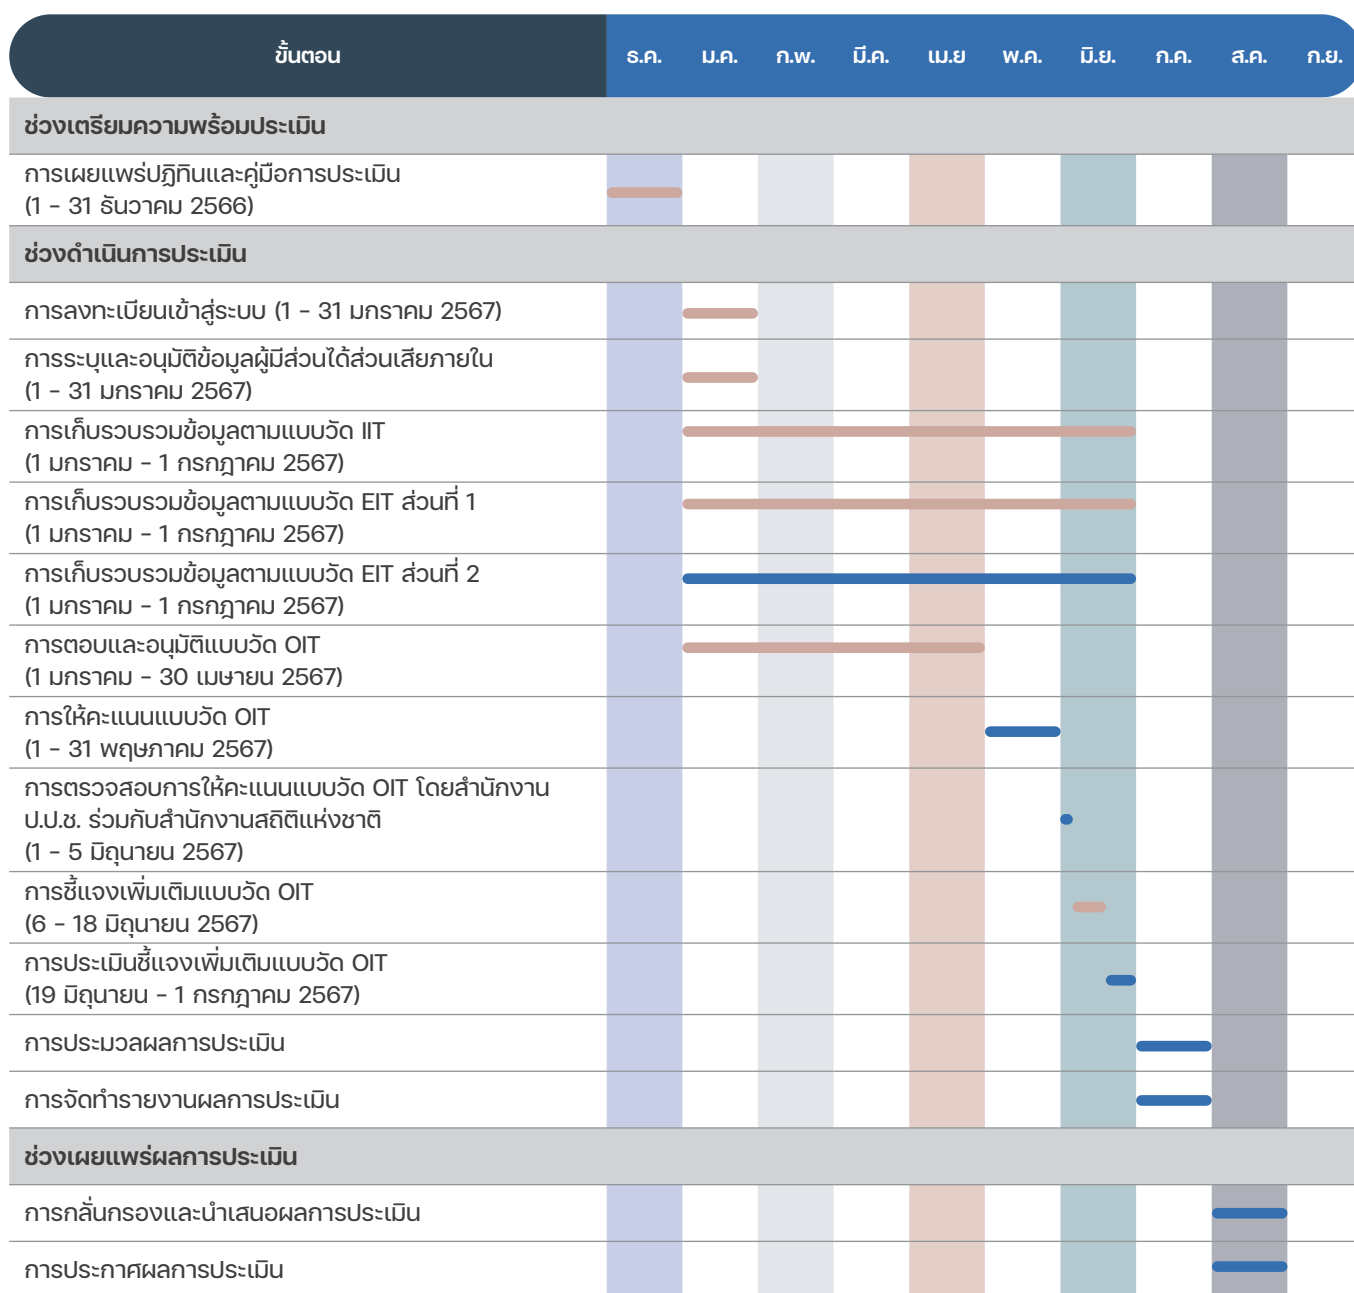 ขั้นตอน ธ.ค. ม.ค. ก.พ. มี.ค. เม.ย พ.ค. มิ.ย. ก.ค. ส.ค. ก.ย.
ช่วงเตรียมความพร้อมประเมิน
การเผยแพร่ปฏิทินและคู่มือการประเมิน
(1 - 31 ธันวาคม 2566)
ช่วงดำเนินการประเมิน
การลงทะเบียนเข้าสู่ระบบ (1 - 31 มกราคม 2567)
การระบุและอนุมัติข้อมูลผู้มีส่วนได้ส่วนเสียภายใน
(1 - 31 มกราคม 2567)
การเก็บรวบรวมข้อมูลตามแบบวัด IIT
(1 มกราคม - 1 กรกฎาคม 2567)
การเก็บรวบรวมข้อมูลตามแบบวัด EIT ส่วนที่ 1
(1 มกราคม - 1 กรกฎาคม 2567)
การเก็บรวบรวมข้อมูลตามแบบวัด EIT ส่วนที่ 2
(1 มกราคม - 1 กรกฎาคม 2567)
การตอบและอนุมัติแบบวัด OIT
(1 มกราคม - 30 เมษายน 2567)
การให้คะแนนแบบวัด OIT
(1 - 31 พฤษภาคม 2567)
การตรวจสอบการให้คะแนนแบบวัด OIT โดยสำนักงาน
ป.ป.ช. ร่วมกับสำนักงานสถิติแห่งชาติ
(1 - 5 มิถุนายน 2567)
การชี้แจงเพิ่มเติมแบบวัด OIT
(6 - 18 มิถุนายน 2567)
การประเมินชี้แจงเพิ่มเติมแบบวัด OIT
(19 มิถุนายน - 1 กรกฎาคม 2567)
การประมวลผลการประเมิน
การจัดทำรายงานผลการประเมิน
ช่วงเผยแพร่ผลการประเมิน
การกลั่นกรองและนำเสนอผลการประเมิน
การประกาศผลการประเมิน